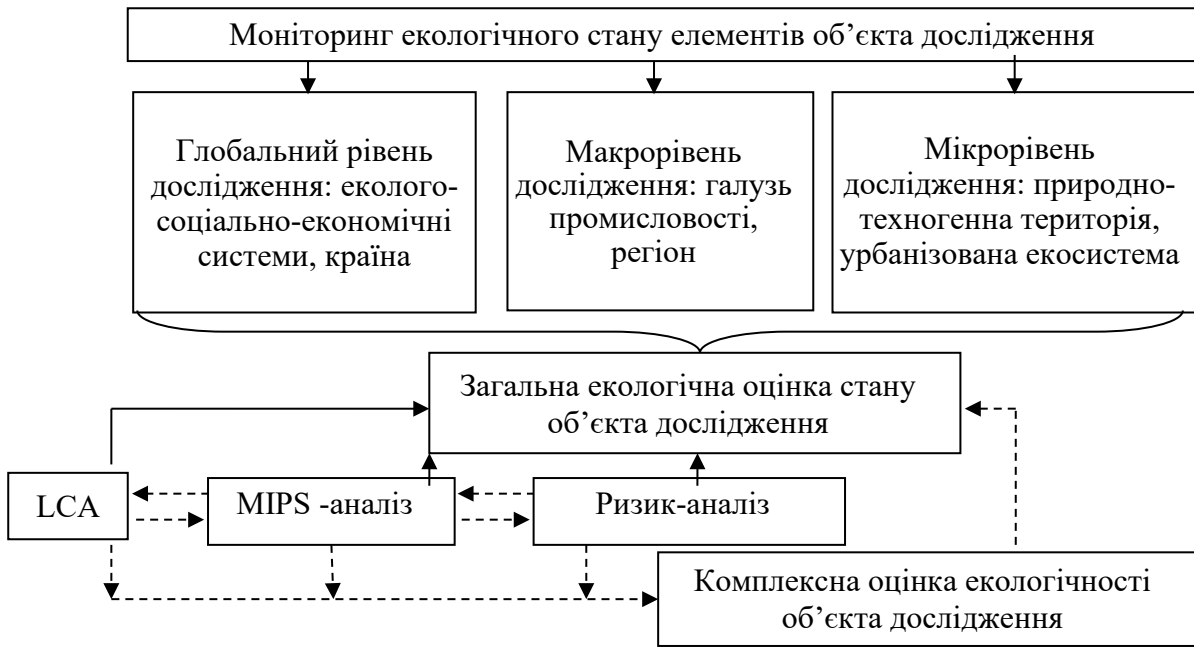 Моніторинг екологічного стану елементів об’єкта дослідження
Глобальний рівень
дослідження: еколого-
соціально-економічні
системи, країна
Макрорівень
дослідження: галузь
промисловості,
регіон
Мікрорівень
дослідження: природно-
техногенна територія,
урбанізована екосистема
Загальна екологічна оцінка стану
об’єкта дослідження
LCA
MIPS -аналіз
Ризик-аналіз
Комплексна оцінка екологічності
об’єкта дослідження